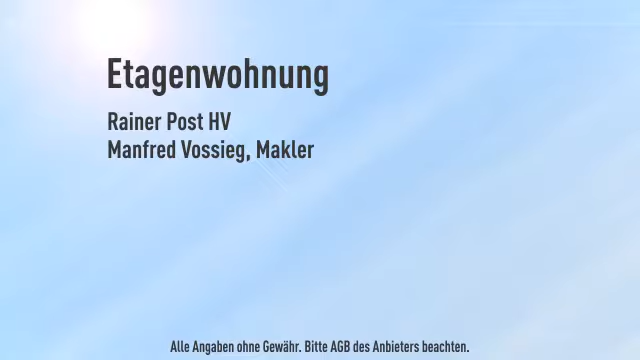 Etagenwohnung
Rainer Post HV
Manfred Vossieg, Makler
Alle Angaben ohne Gewähr. Bitte AGB des Anbieters beachten.